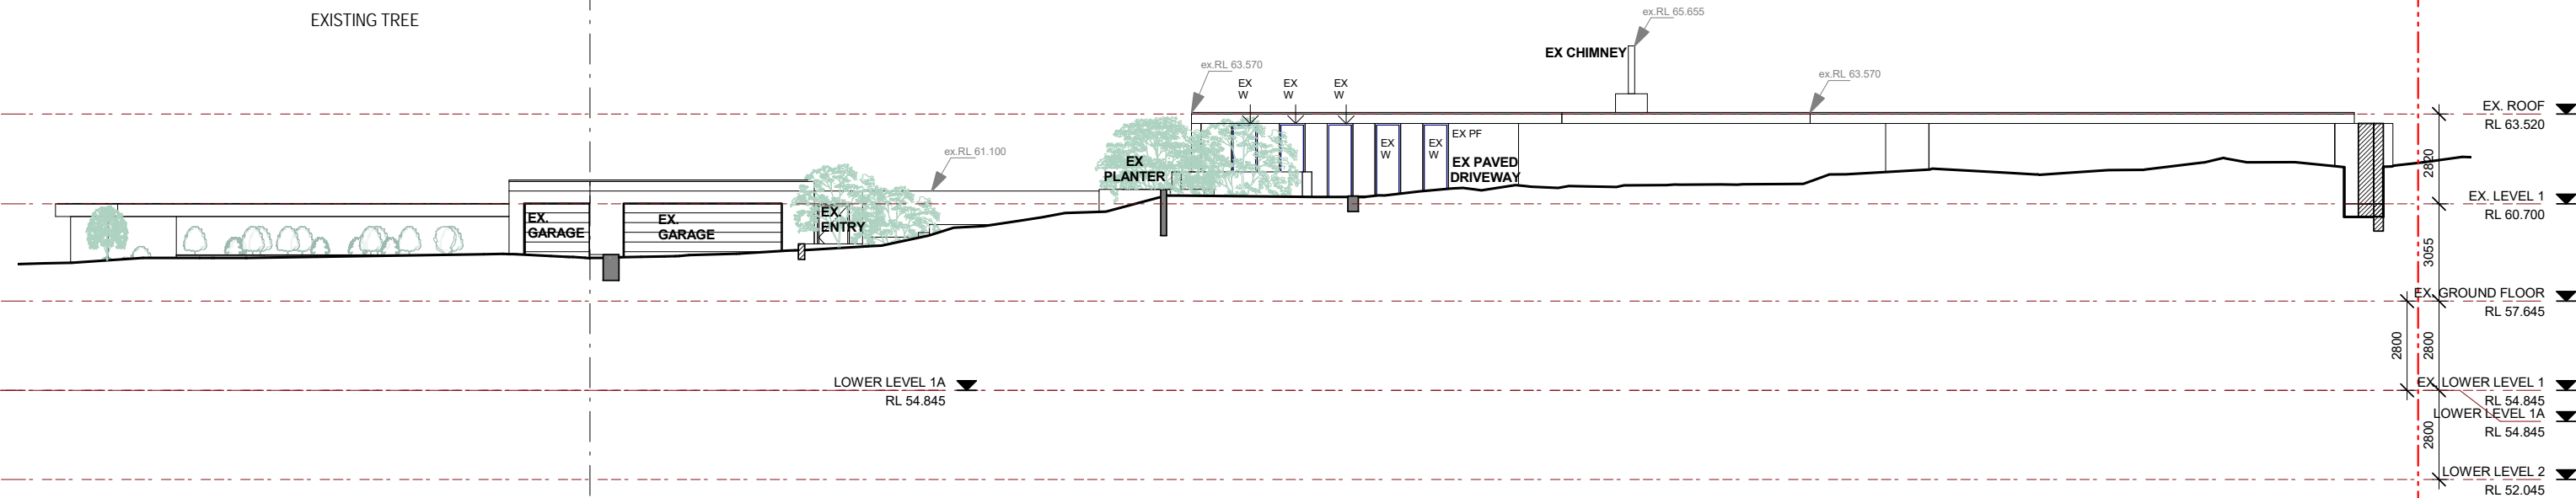 EXISTING TREE
ex.RL 65.655
EX CHIMNEY
ex.RL 63.570
ex.RL 63.570
EX
W
EX
W
EX
W
EX. ROOF
RL 63.520
EX PF
EX
W
EX
W
EX
PLANTER
EX PAVED
DRIVEWAY
ex.RL 61.100
2820
EX. LEVEL 1
RL 60.700
EX.
GARAGE
EX.
GARAGE
EX.
ENTRY
3055
EX. GROUND FLOOR
RL 57.645
2800
2800
LOWER LEVEL 1A
RL 54.845
EX. LOWER LEVEL 1
RL 54.845
LOWER LEVEL 1A
RL 54.845
2800
LOWER LEVEL 2
RL 52.045